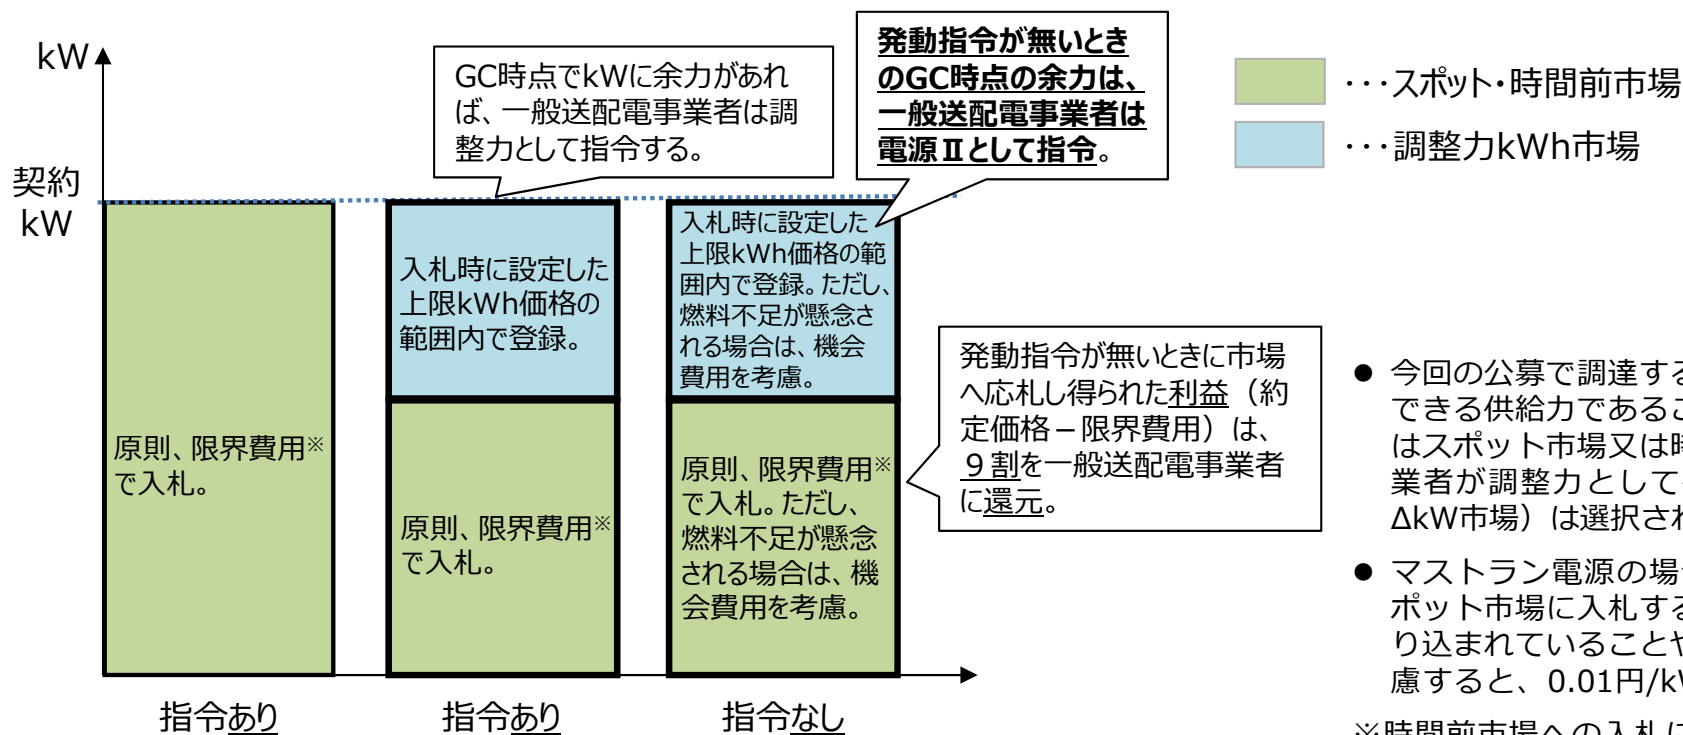 kW
契約
kW
GC時点でkWに余力があれ
ば、一般送配電事業者は調
整力として指令する。
発動指令が無いとき
のGC時点の余力は、
一般送配電事業者は
電源Ⅱとして指令。
･･･スポット・時間前市場
･･･調整力kWh市場
原則、限界費用※
で入札。
入札時に設定した
上限kWh価格の
範囲内で登録。
原則、限界費用※
で入札。
入札時に設定した
上限kWh価格の範
囲内で登録。ただし、
燃料不足が懸念さ
れる場合は、機会
費用を考慮。
原則、限界費用※
で入札。ただし、
燃料不足が懸念
される場合は、機
会費用を考慮。
発動指令が無いときに市場
へ応札し得られた利益（約
定価格－限界費用）は、
９割を一般送配電事業者
に還元。
指令あり
指令あり
指令なし
● 今回の公募で調達する
できる供給力であるこ
はスポット市場又は時
業者が調整力として
ΔkW市場）は選択され
● マストラン電源の場
ポット市場に入札する
り込まれていることや
慮すると、0.01円/k
※時間前市場への入札に